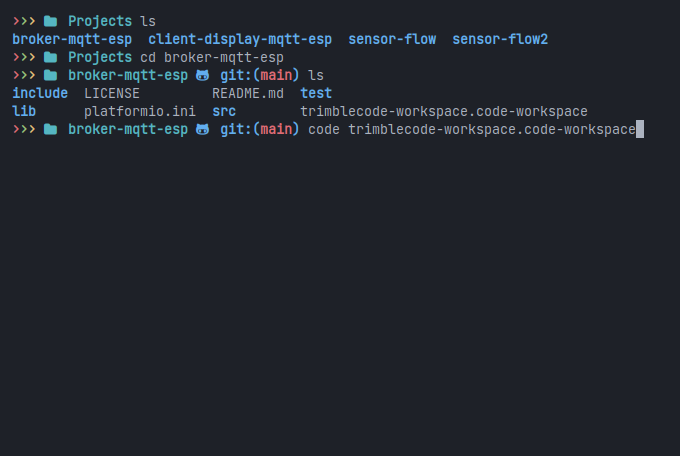 >>> Projects ls
broker-mqtt-esp client-display-mqtt-esp sensor-flow sensor-flow2
>>> Projects cd broker-mqtt-esp
>>> broker-mqtt-esp git:(main) ls
include LICENSE README.md test
lib platformio.ini src trimblecode-workspace.code-workspace
>>> broker-mqtt-esp git:(main) code trimblecode-workspace.code-workspace